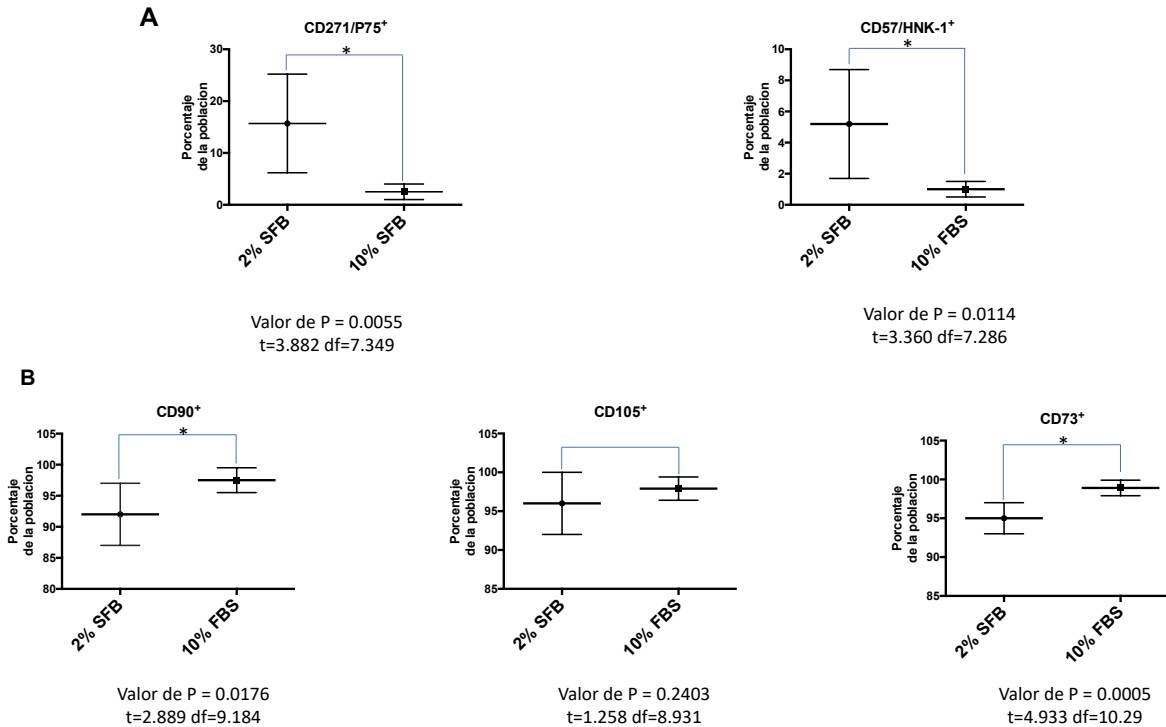 A
CD271/P75⁺
30
20
10
0
Porcentaje
de la poblacion
*
2% SFB
10% SFB
Valor de P = 0.0055
t=3.882 df=7.349
CD57/HNK-1⁺
10
8
6
4
2
0
Porcentaje
de la poblacion
*
2% SFB
10% FBS
Valor de P = 0.0114
t=3.360 df=7.286
B
CD90⁺
105
100
95
90
85
80
Porcentaje
de la poblacion
*
2% SFB
10% FBS
Valor de P = 0.0176
t=2.889 df=9.184
CD105⁺
105
100
95
90
85
Porcentaje
de la poblacion
2% SFB
10% FBS
Valor de P = 0.2403
t=1.258 df=8.931
CD73⁺
105
100
95
90
85
Porcentaje
de la poblacion
*
2% SFB
10% FBS
Valor de P = 0.0005
t=4.933 df=10.29